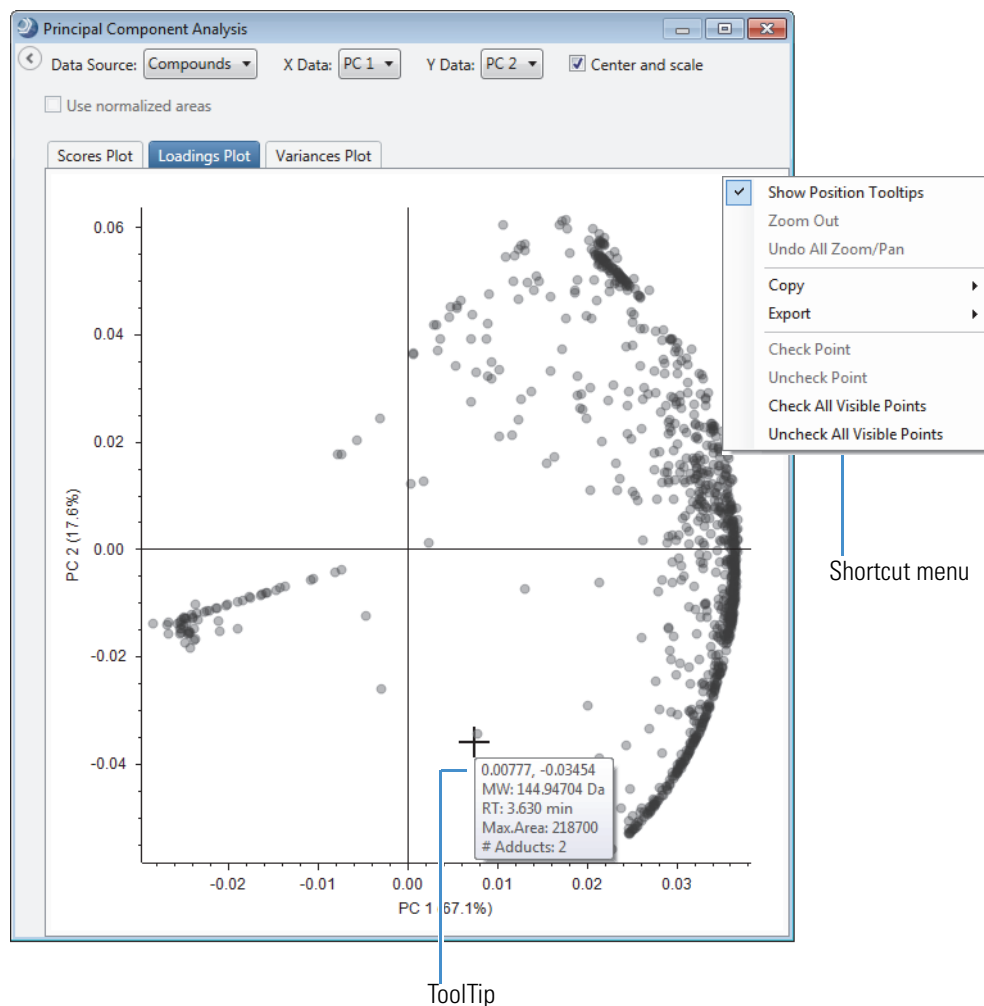 Principal Component Analysis
Data Source: Compounds X Data: PC 1 Y Data: PC 2 Center and scale
Use normalized areas
Scores Plot Loadings Plot Variances Plot
Show Position Tooltips
Zoom Out
Undo All Zoom/Pan
Copy
Export
Check Point
Uncheck Point
Check All Visible Points
Uncheck All Visible Points
Shortcut menu
0.06
0.04
0.02
0.00
-0.02
-0.04
PC 2 (17.6%)
0.00777, -0.03454
MW: 144.94704 Da
RT: 3.630 min
Max.Area: 218700
# Adducts: 2
-0.02 -0.01 0.00 0.01 0.02 0.03
PC 1 (67.1%)
ToolTip